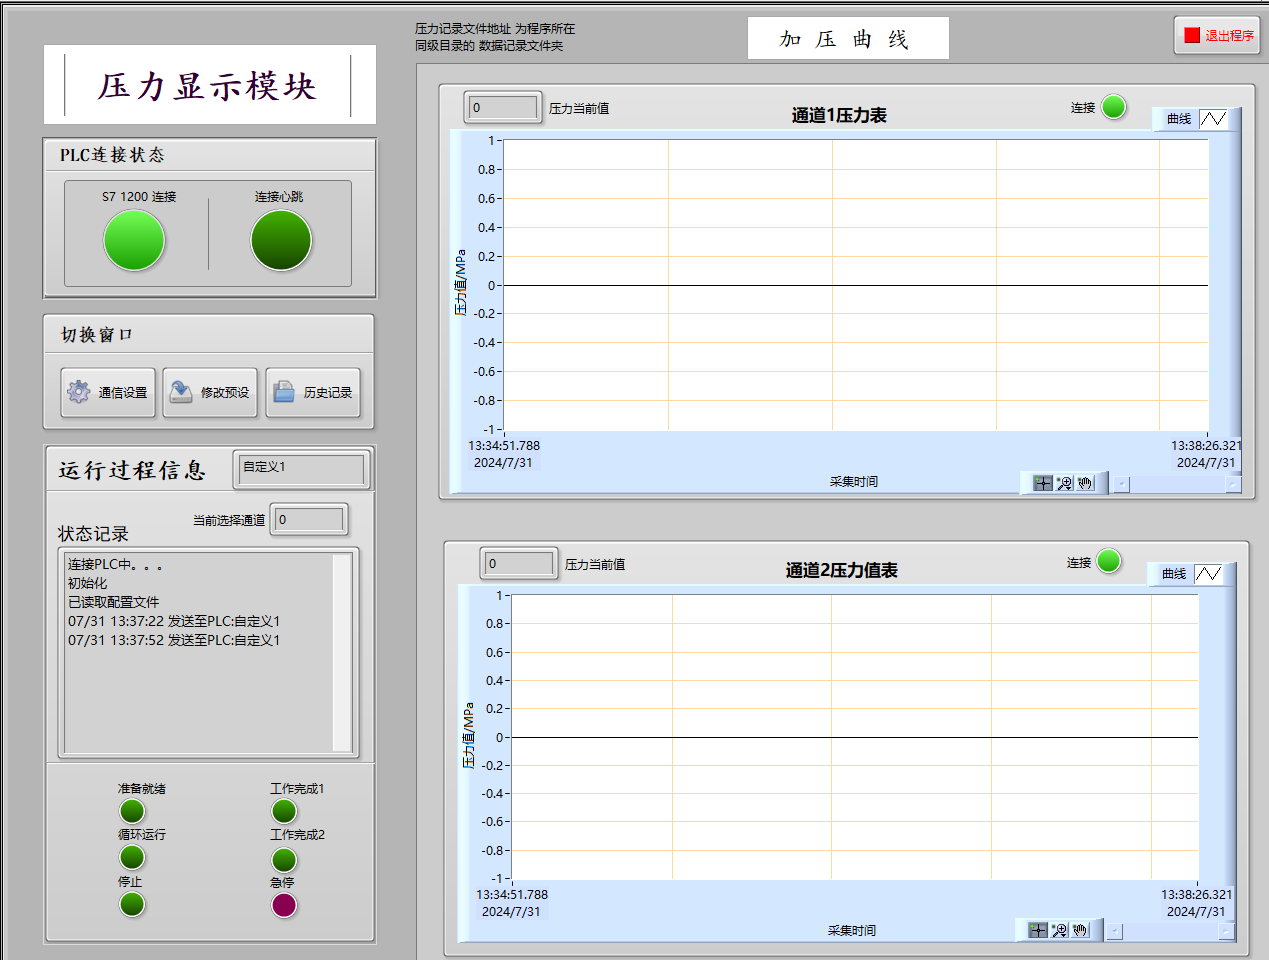 压力记录文件地址 为程序所在
同级目录的 数据记录文件夹
加 压 曲 线
退出程序
压力显示模块
PLC连接状态
S7 1200 连接
连接心跳
切换窗口
通信设置
修改预设
历史记录
运行过程信息
自定义1
当前选择通道
0
状态记录
连接PLC中。。。
初始化
已读取配置文件
07/31 13:37:22 发送至PLC:自定义1
07/31 13:37:52 发送至PLC:自定义1
准备就绪
工作完成1
循环运行
工作完成2
停止
急停
0
压力当前值
通道1压力表
连接
曲线
压力值/MPa
1
0.8
0.6
0.4
0.2
0
-0.2
-0.4
-0.6
-0.8
-1
13:34:51.788
2024/7/31
13:38:26.321
2024/7/31
采集时间
0
压力当前值
通道2压力值表
连接
曲线
压力值/MPa
1
0.8
0.6
0.4
0.2
0
-0.2
-0.4
-0.6
-0.8
-1
13:34:51.788
2024/7/31
13:38:26.321
2024/7/31
采集时间